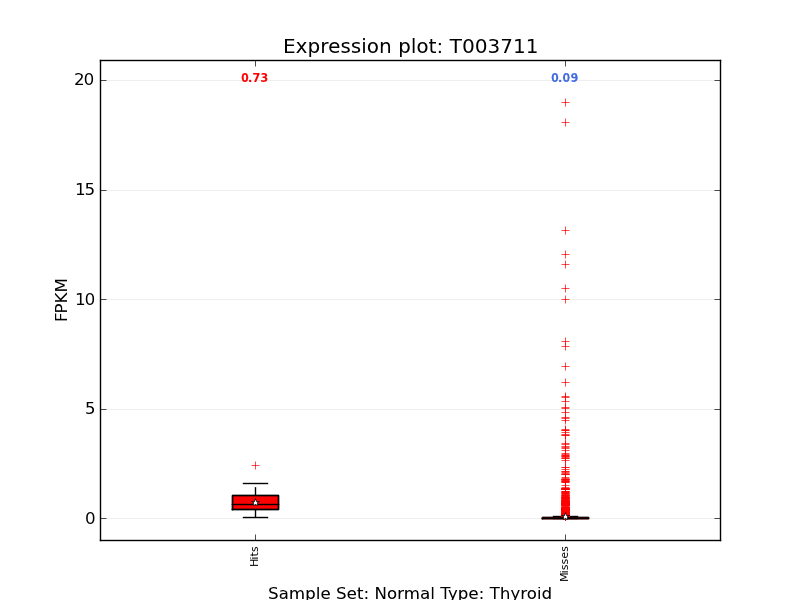 Expression plot: T003711
0.73
0.09
20
15
10
5
0
FPKM
Hits
Misses
Sample Set: Normal Type: Thyroid